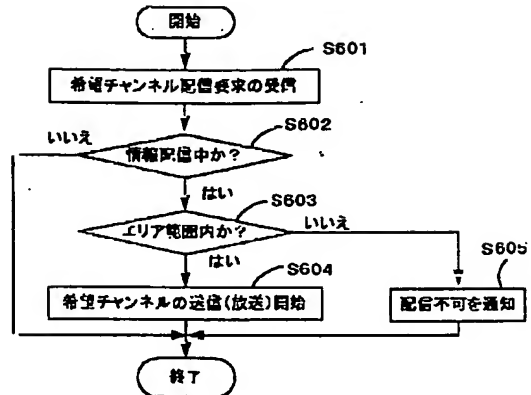 開始
S601
希望チャンネル配信要求の受信
S602
いいえ
情報配信中か?
はい
S603
エリア範囲内か?
いいえ
はい
S604
S605
希望チャンネルの送信(放送)開始
配信不可を通知
終了